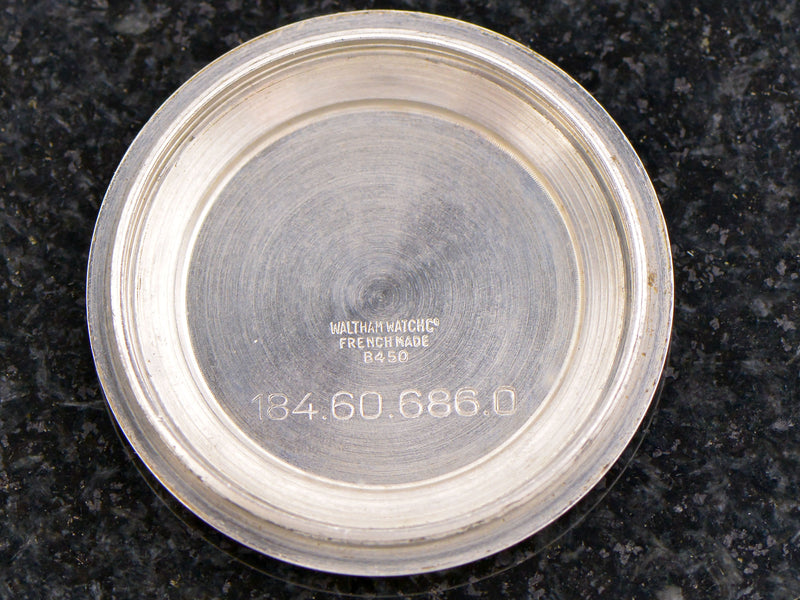 WALTHAM WATCH Cº
FRENCH MADE
B450
184.60.686.0